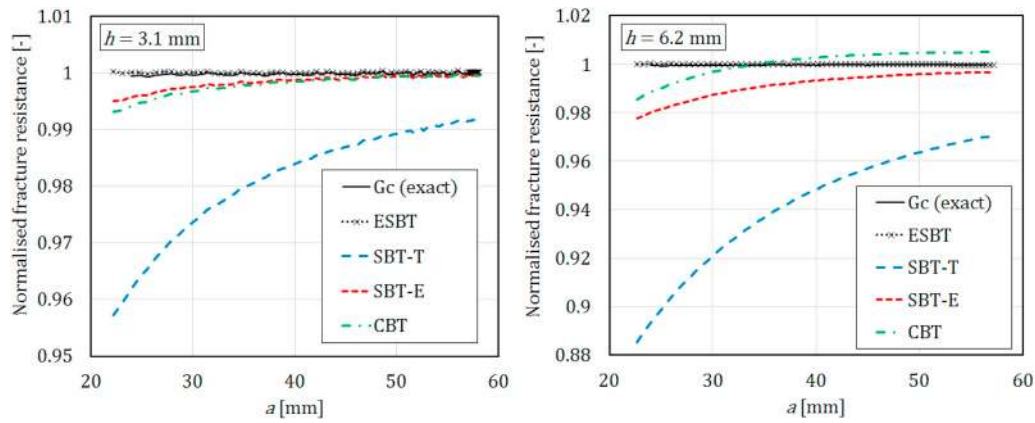 1.01
h = 3.1 mm
1
0.99
0.98
0.97
0.96
0.95
Normalised fracture resistance [-]
Gc (exact)
ESBT
SBT-T
SBT-E
CBT
20
30
40
50
60
a [mm]
1.02
h = 6.2 mm
1
0.98
0.96
0.94
0.92
0.9
0.88
Normalised fracture resistance [-]
Gc (exact)
ESBT
SBT-T
SBT-E
CBT
20
30
40
50
60
a [mm]